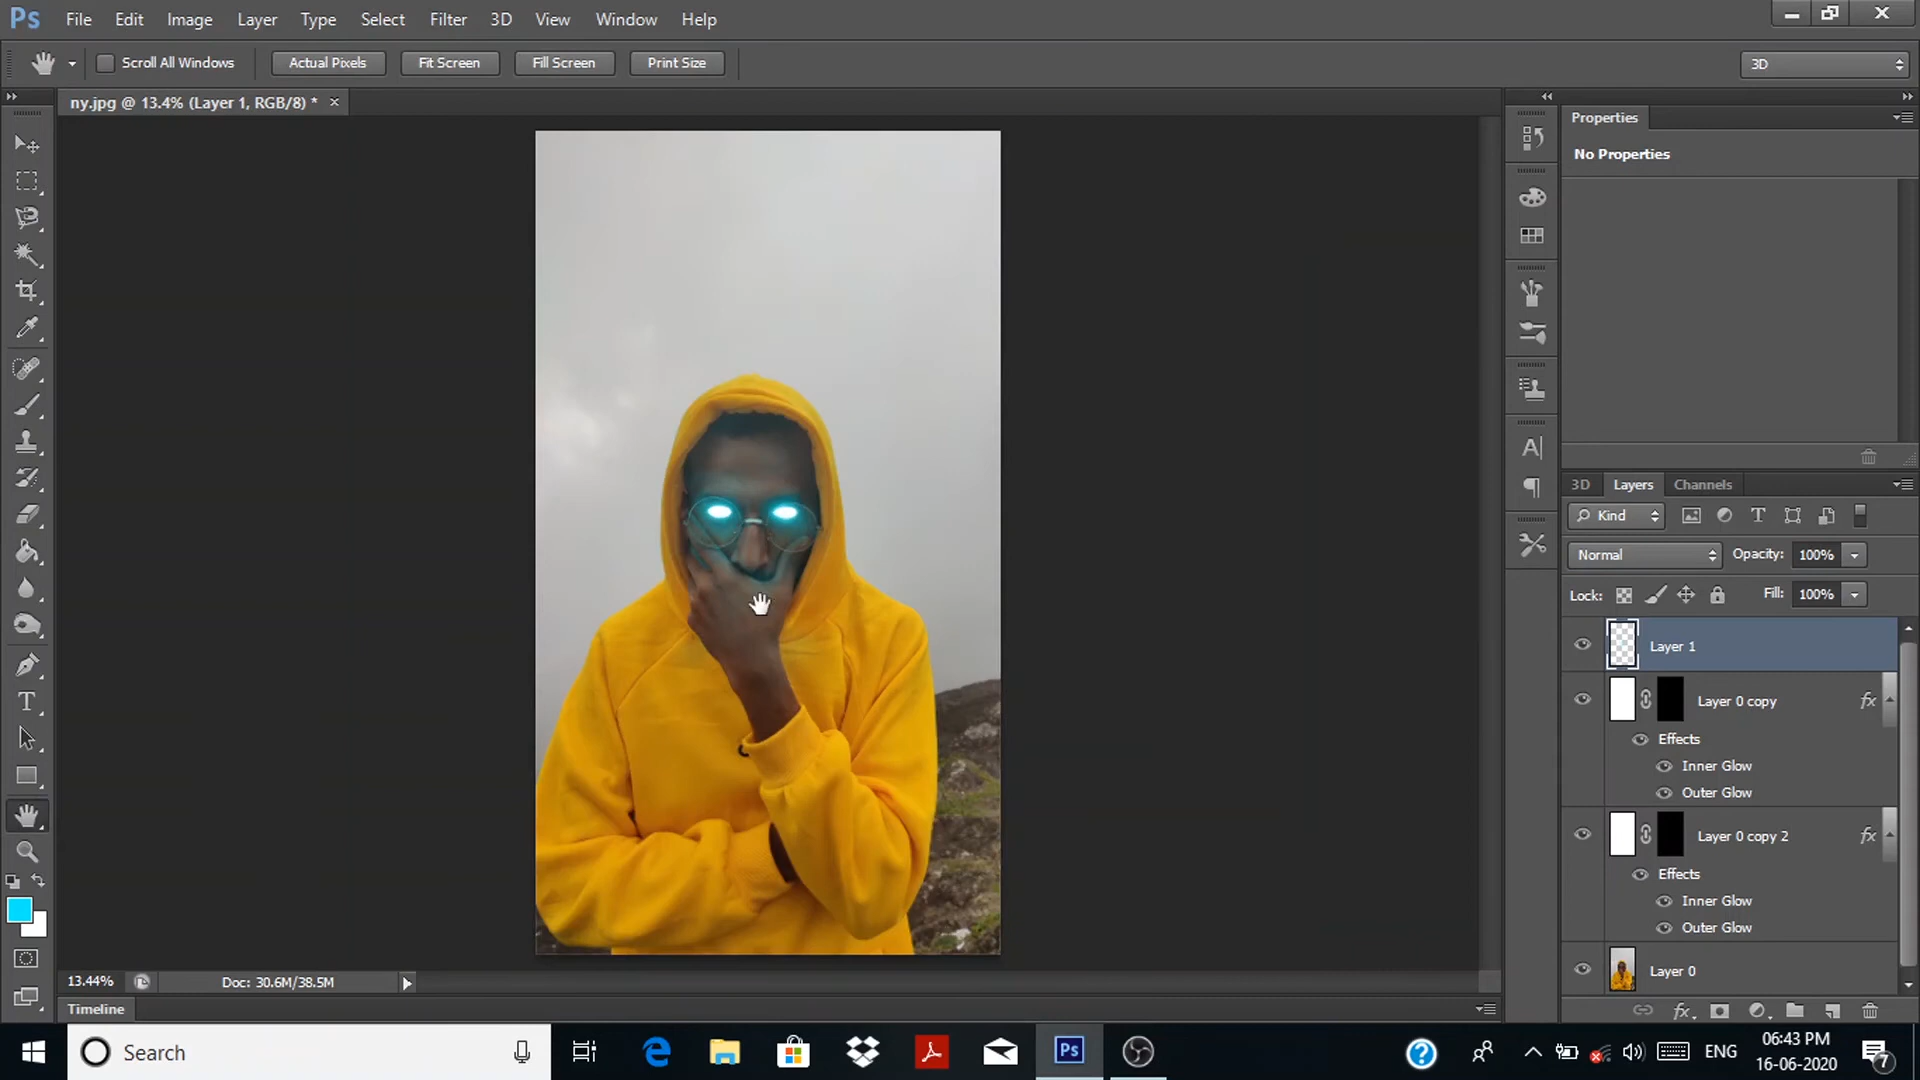 Ps File Edit Image Layer Type Select Filter 3D View Window Help
Scroll All Windows Actual Pixels Fit Screen Fill Screen Print Size 3D
ny.jpg @ 13.4% (Layer 1, RGB/8) * ×
Properties
No Properties
3D Layers Channels
Kind
Normal Opacity: 100%
Lock: Fill: 100%
Layer 1
Layer 0 copy fx
Effects
Inner Glow
Outer Glow
Layer 0 copy 2 fx
Effects
Inner Glow
Outer Glow
Layer 0
13.44% Doc: 30.6M/38.5M
Timeline
Search
Ps
ENG
06:43 PM
16-06-2020
7